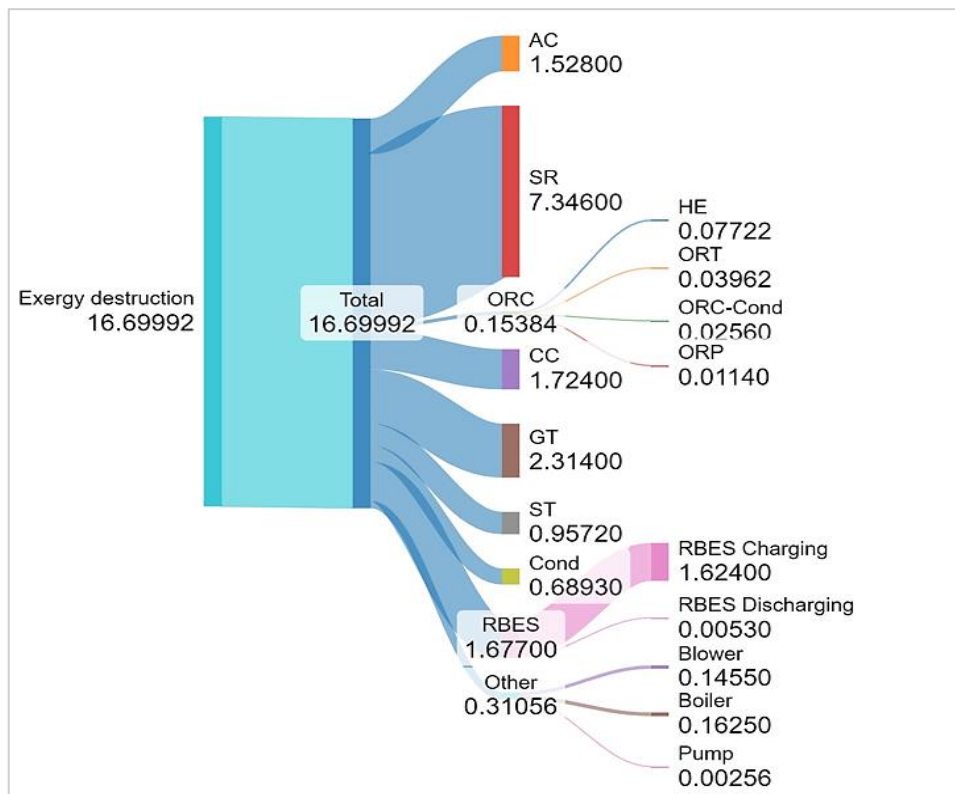 AC
1.52800
SR
7.34600
HE
0.07722
ORT
0.03962
Exergy destruction
16.69992
Total
16.69992
ORC
0.15384
ORC-Cond
0.02560
ORP
0.01140
CC
1.72400
GT
2.31400
ST
0.95720
Cond
0.68930
RBES Charging
1.62400
RBES Discharging
0.00530
RBES
1.67700
Blower
0.14550
Other
0.31056
Boiler
0.16250
Pump
0.00256